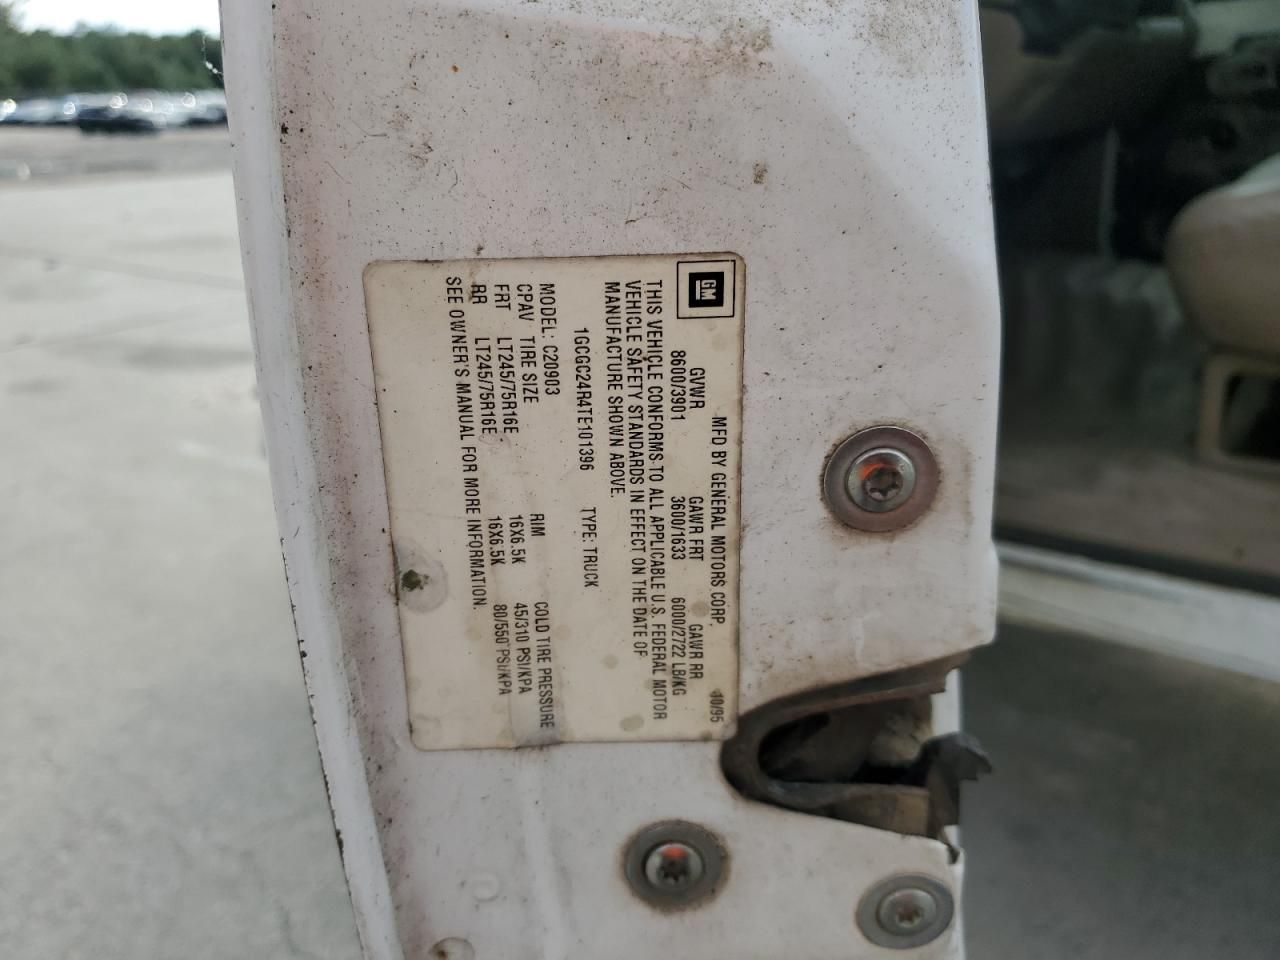 GM
MFD BY GENERAL MOTORS CORP. 10/95
GVWR GAWR FRT GAWR RR
8600/3901 3600/1633 6000/2722 LB/KG
THIS VEHICLE CONFORMS TO ALL APPLICABLE U.S. FEDERAL MOTOR
VEHICLE SAFETY STANDARDS IN EFFECT ON THE DATE OF
MANUFACTURE SHOWN ABOVE.
1GCGC24R4TE101396 TYPE: TRUCK
MODEL: C20903
CPAV TIRE SIZE RIM COLD TIRE PRESSURE
FRT LT245/75R16E 16X6.5K 45/310 PSI/KPA
RR LT245/75R16E 16X6.5K 80/550 PSI/KPA
SEE OWNER'S MANUAL FOR MORE INFORMATION.